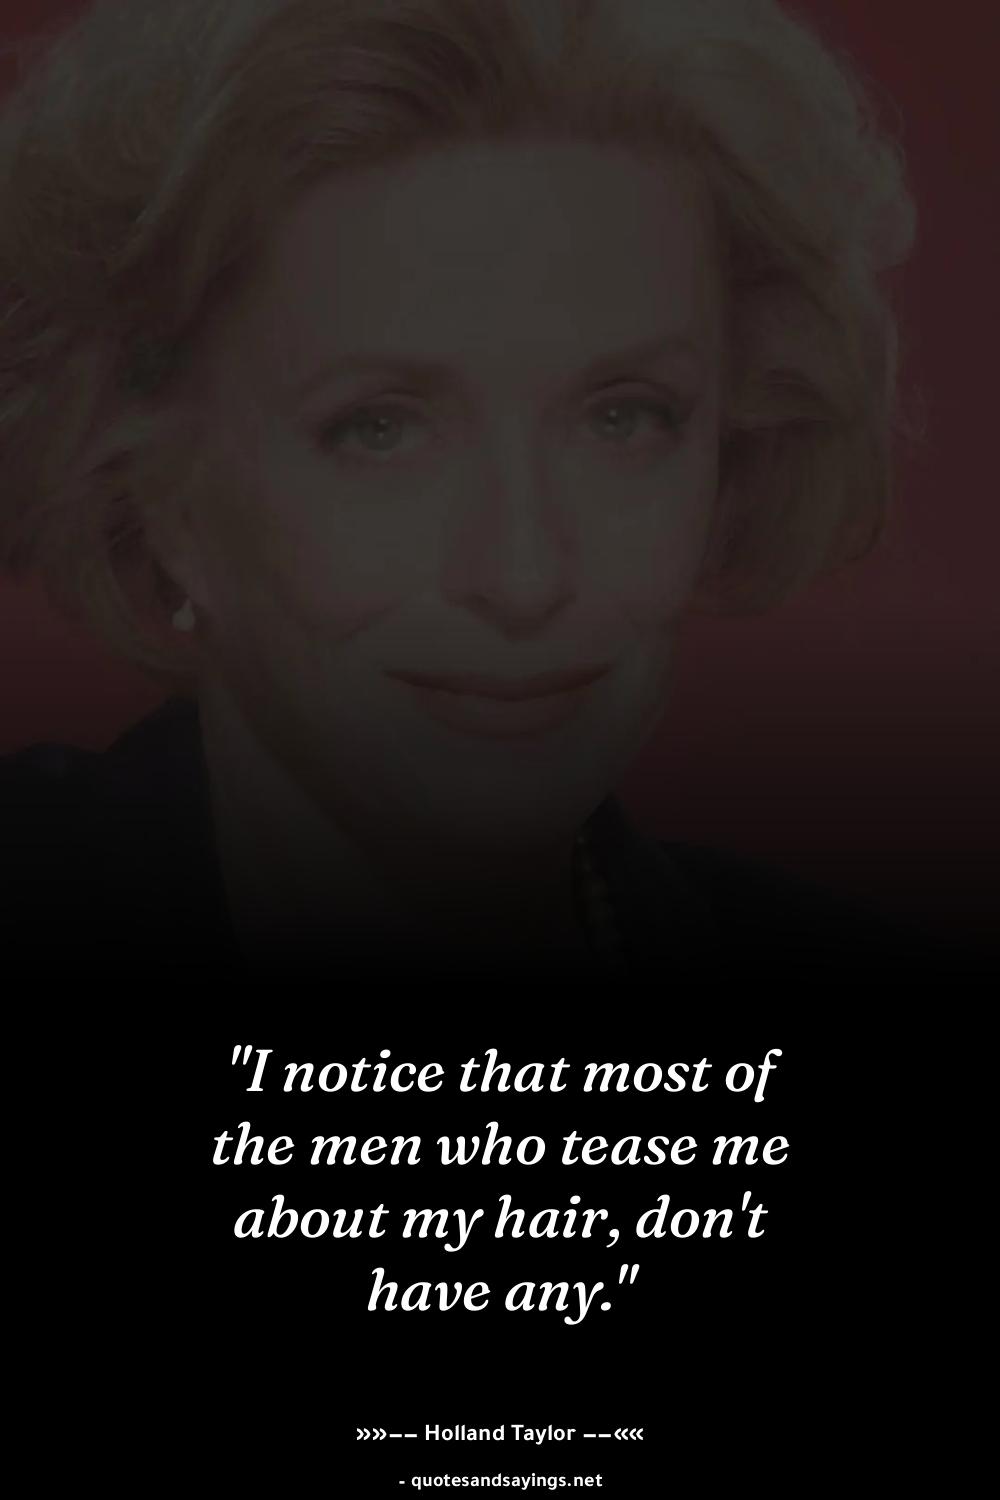 "I notice that most of
the men who tease me
about my hair, don't
have any."
»»−− Holland Taylor −−««
- quotesandsayings.net